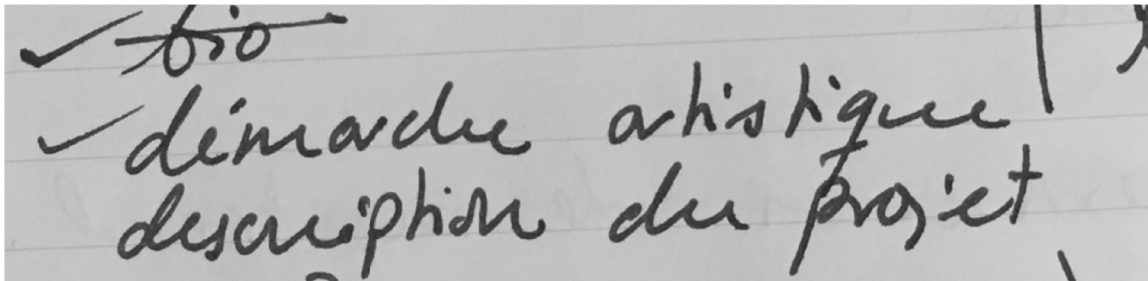 ✓ bio
✓ démarche artistique
description du projet